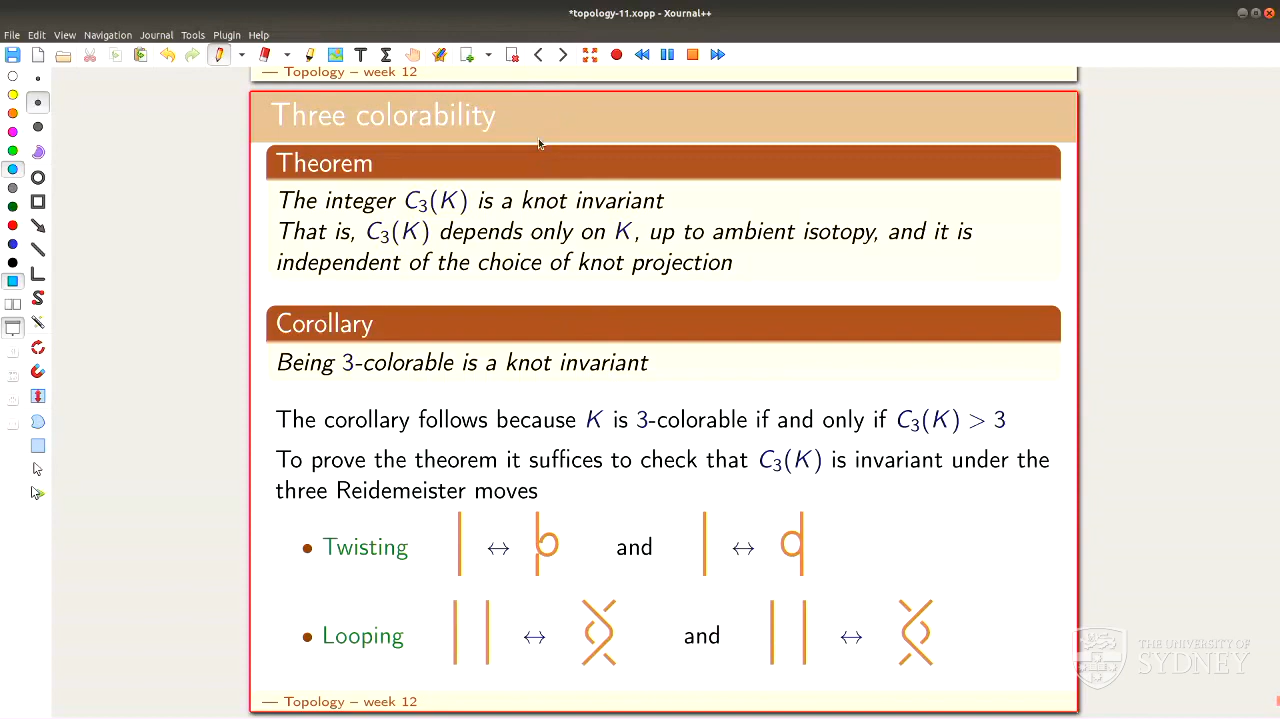 *topology-11.xopp - Xournal++
File Edit View Navigation Journal Tools Plugin Help
— Topology – week 12
Three colorability
Theorem
The integer C₃(K) is a knot invariant
That is, C₃(K) depends only on K, up to ambient isotopy, and it is
independent of the choice of knot projection
Corollary
Being 3-colorable is a knot invariant
The corollary follows because K is 3-colorable if and only if C₃(K) > 3
To prove the theorem it suffices to check that C₃(K) is invariant under the
three Reidemeister moves
• Twisting ↔ and ↔
• Looping ↔ and ↔
THE UNIVERSITY OF
SYDNEY
— Topology – week 12